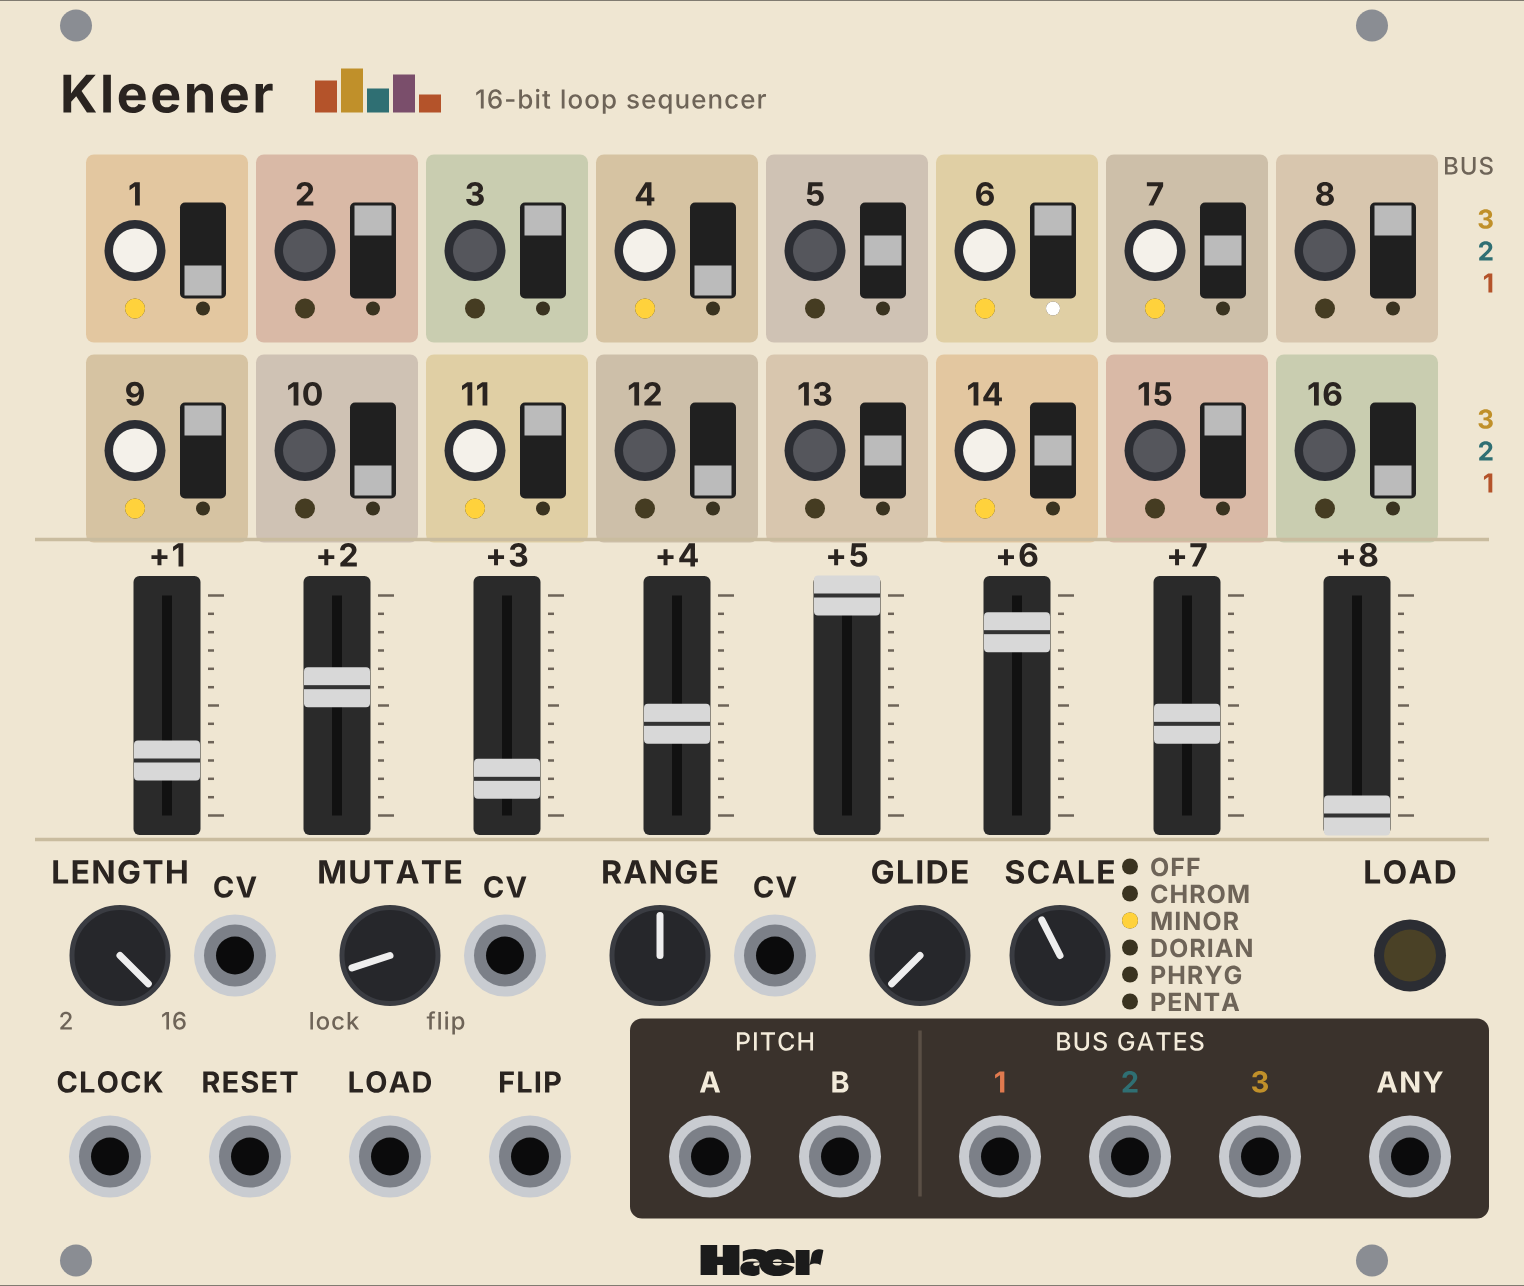 Kleener
16-bit loop sequencer
BUS
1 2 3 4 5 6 7 8
3
2
1
9 10 11 12 13 14 15 16
3
2
1
+1 +2 +3 +4 +5 +6 +7 +8
LENGTH CV MUTATE CV RANGE CV GLIDE SCALE LOAD
OFF
CHROM
MINOR
DORIAN
PHRYG
PENTA
2 16 lock flip
PITCH BUS GATES
CLOCK RESET LOAD FLIP A B 1 2 3 ANY
Haer